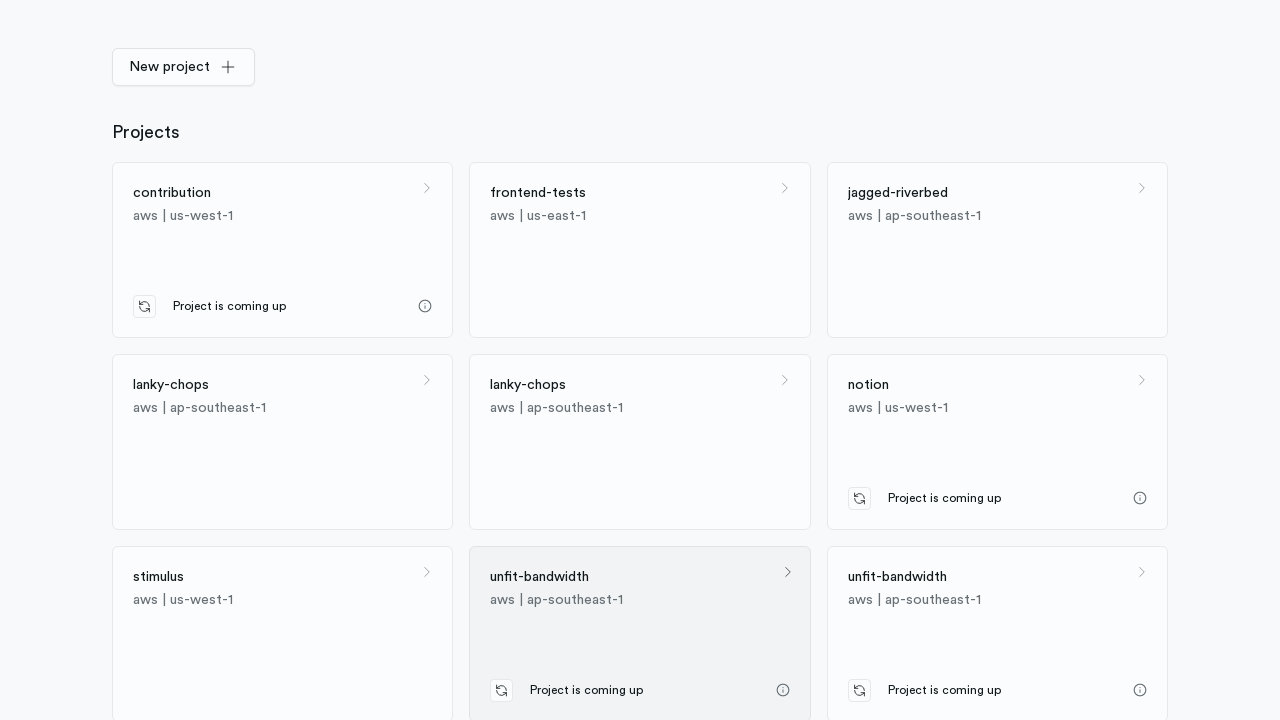 New project
Projects
contribution
aws | us-west-1
Project is coming up
frontend-tests
aws | us-east-1
jagged-riverbed
aws | ap-southeast-1
lanky-chops
aws | ap-southeast-1
lanky-chops
aws | ap-southeast-1
notion
aws | us-west-1
Project is coming up
stimulus
aws | us-west-1
unfit-bandwidth
aws | ap-southeast-1
Project is coming up
unfit-bandwidth
aws | ap-southeast-1
Project is coming up